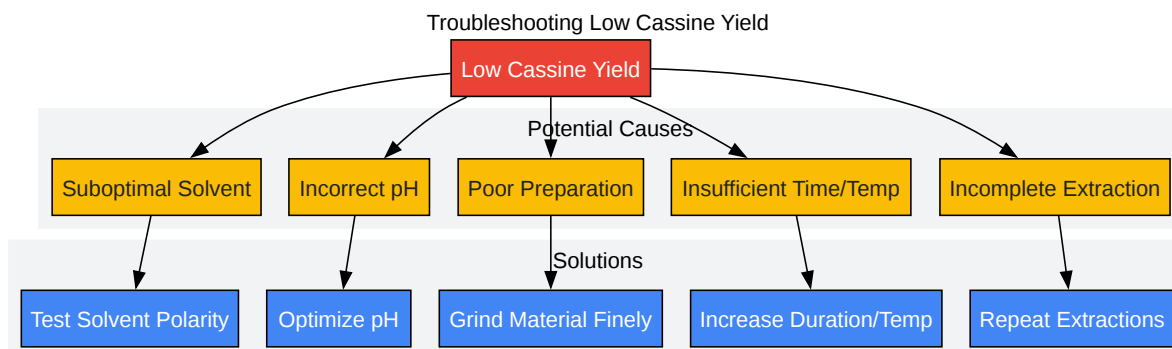 Troubleshooting Low Cassine Yield
Low Cassine Yield
Potential Causes
Suboptimal Solvent
Incorrect pH
Poor Preparation
Insufficient Time/Temp
Incomplete Extraction
Solutions
Test Solvent Polarity
Optimize pH
Grind Material Finely
Increase Duration/Temp
Repeat Extractions